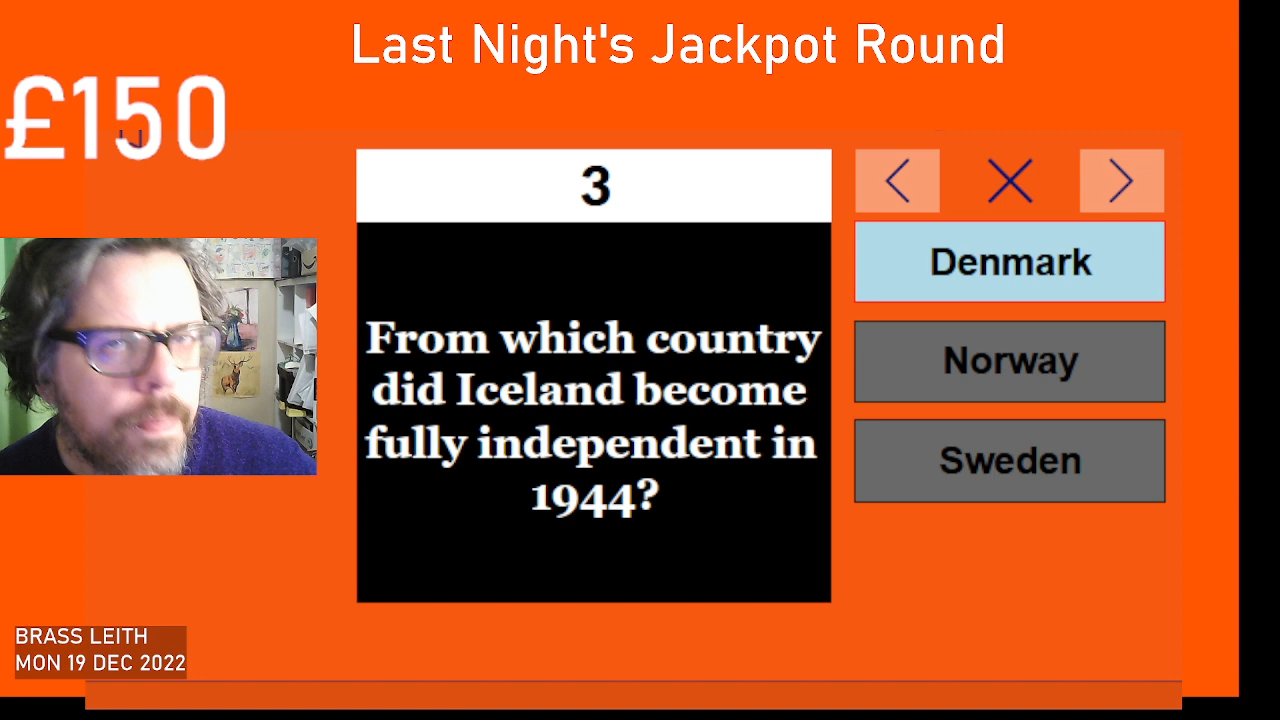 Last Night's Jackpot Round
£150
3
From which country
did Iceland become
fully independent in
1944?
Denmark
Norway
Sweden
BRASS LEITH
MON 19 DEC 2022